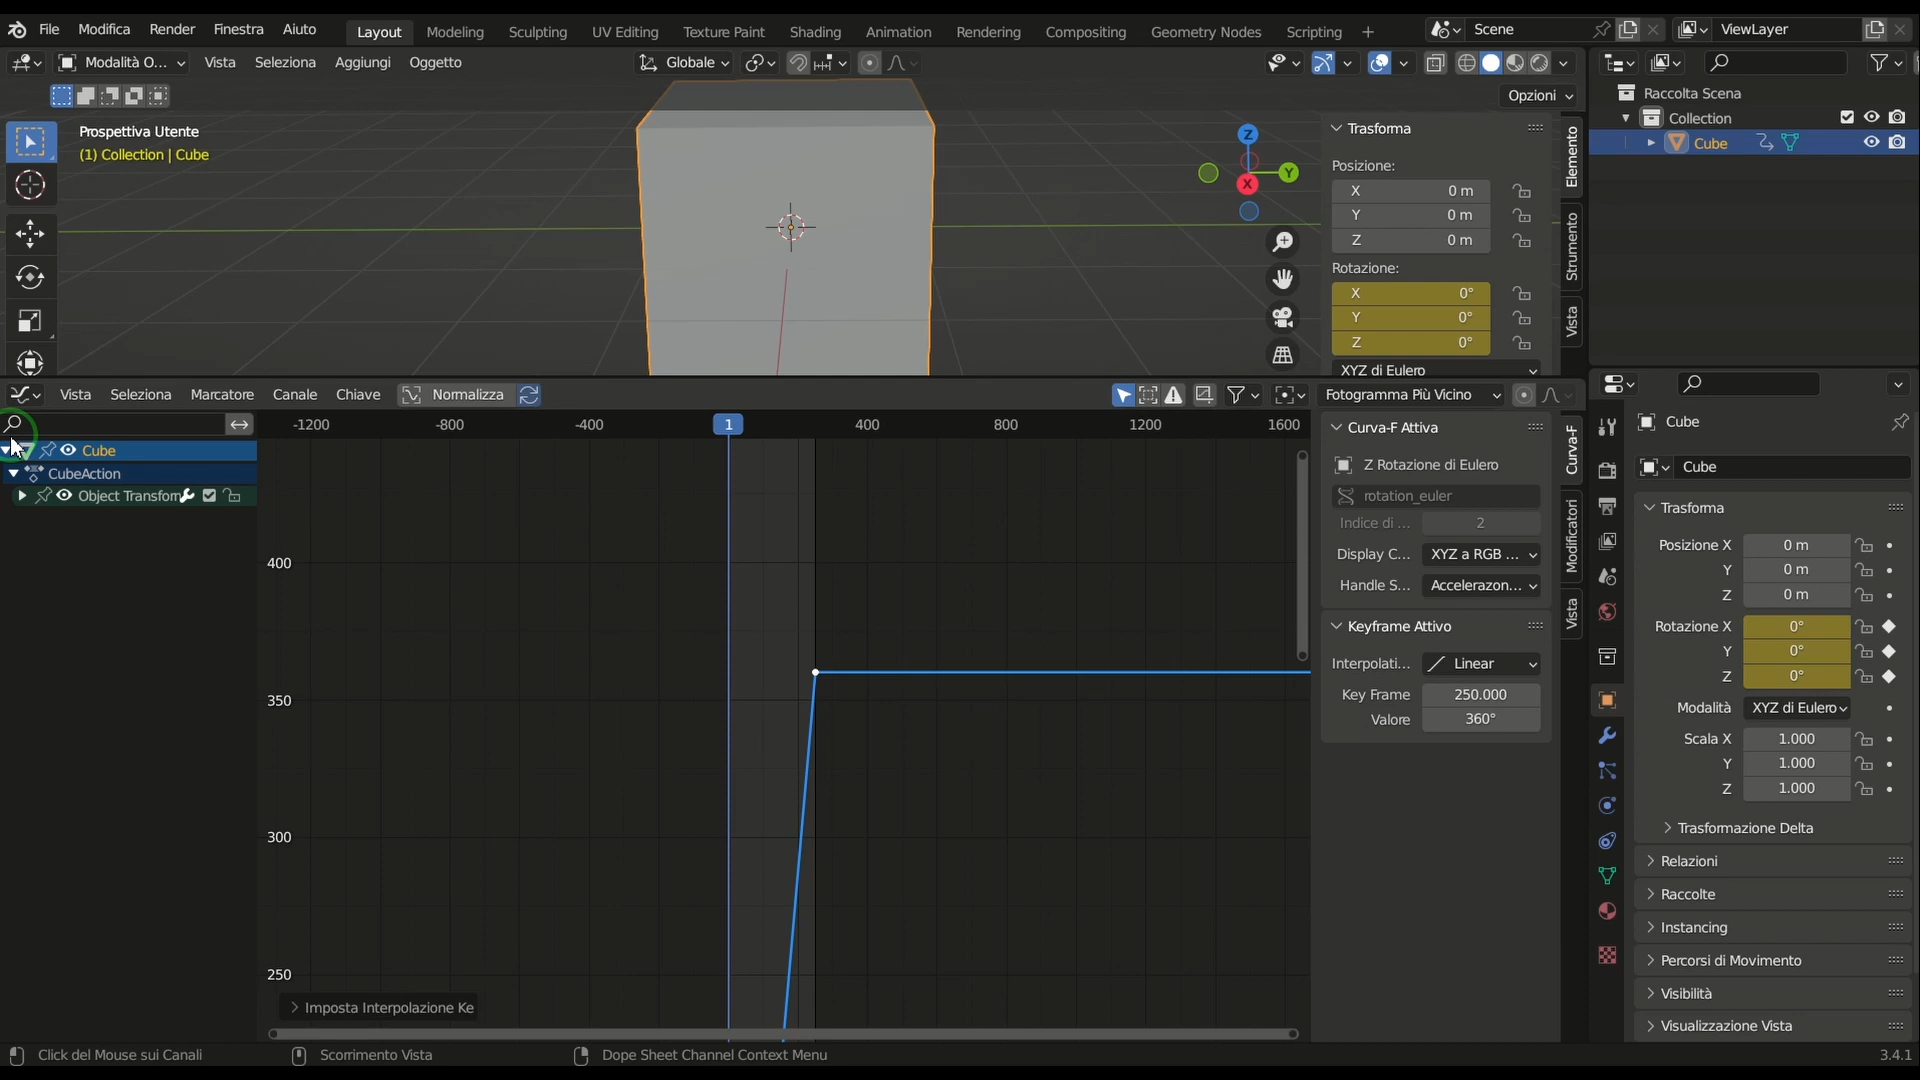 File Modifica Render Finestra Aiuto Layout Modeling Sculpting UV Editing Texture Paint Shading Animation Rendering Compositing Geometry Nodes Scripting + Scene ViewLayer
Modalità O... Vista Seleziona Aggiungi Oggetto Globale
Opzioni
Prospettiva Utente
(1) Collection | Cube
Z
Y
X
Trasforma
Posizione:
X 0 m
Y 0 m
Z 0 m
Rotazione:
X 0°
Y 0°
Z 0°
XYZ di Eulero
Elemento
Strumento
Vista
Raccolta Scena
Collection
Cube
Vista Seleziona Marcatore Canale Chiave Normalizza Fotogramma Più Vicino
-1200 -800 -400 1 400 800 1200 1600
Cube
CubeAction
Object Transform
400
350
300
250
Imposta Interpolazione Ke
Curva-F Attiva
Z Rotazione di Eulero
rotation_euler
Indice di ... 2
Display C... XYZ a RGB ...
Handle S... Accelerazon...
Keyframe Attivo
Interpolati... Linear
Key Frame 250.000
Valore 360°
Curva-F
Modificatori
Vista
Cube
Cube
Trasforma
Posizione X 0 m
Y 0 m
Z 0 m
Rotazione X 0°
Y 0°
Z 0°
Modalità XYZ di Eulero
Scala X 1.000
Y 1.000
Z 1.000
Trasformazione Delta
Relazioni
Raccolte
Instancing
Percorsi di Movimento
Visibilità
Visualizzazione Vista
Click del Mouse sui Canali Scorrimento Vista Dope Sheet Channel Context Menu 3.4.1